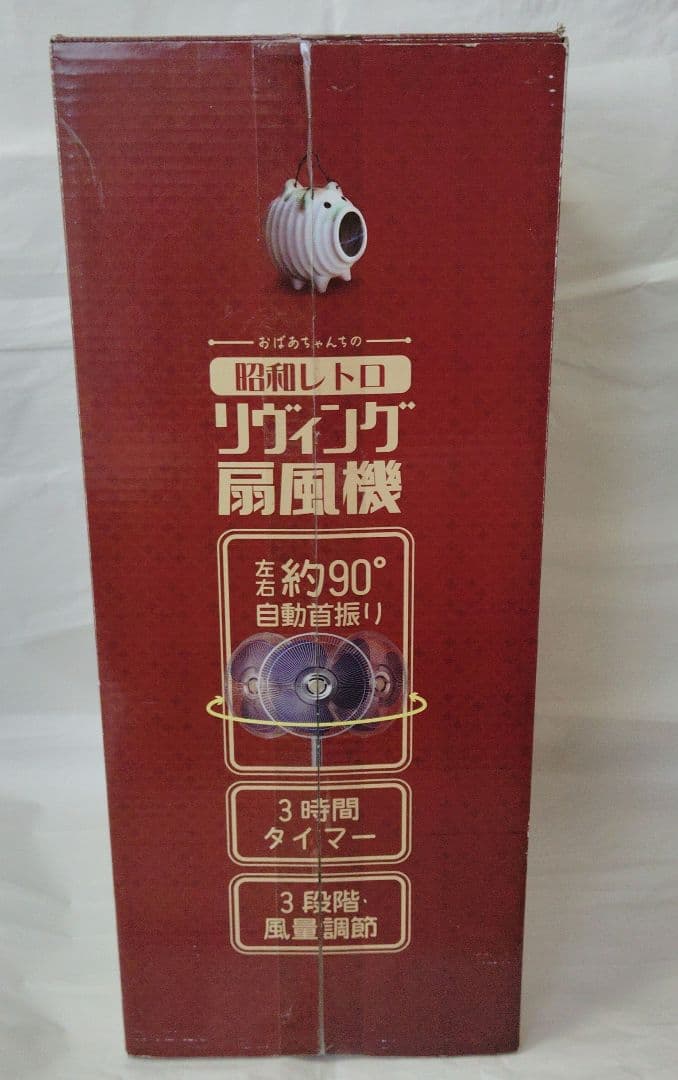 おばあちゃんちの
昭和レトロ
リヴィング
扇風機
左右 約90°
自動首振り
3時間
タイマー
3段階
風量調節